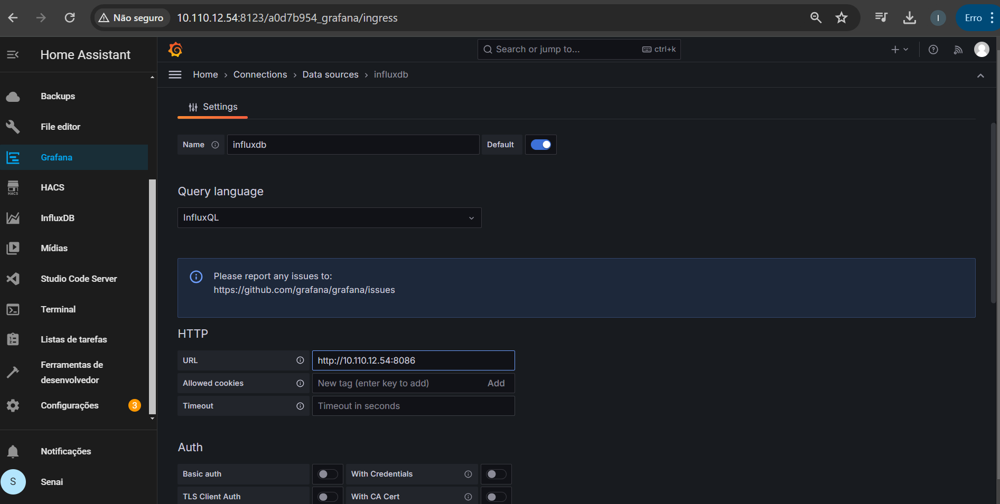 Não seguro
10.110.12.54:8123/a0d7b954_grafana/ingress
I
Erro
Home Assistant
Search or jump to...
ctrl+k
Home › Connections › Data sources › influxdb
Backups
File editor
Grafana
HACS
HACS
InfluxDB
Mídias
Studio Code Server
Terminal
Listas de tarefas
Ferramentas de
desenvolvedor
Configurações
3
Notificações
S
Senai
Settings
Name
influxdb
Default
Query language
InfluxQL
Please report any issues to:
https://github.com/grafana/grafana/issues
HTTP
URL
http://10.110.12.54:8086
Allowed cookies
New tag (enter key to add)
Add
Timeout
Timeout in seconds
Auth
Basic auth
With Credentials
TLS Client Auth
With CA Cert